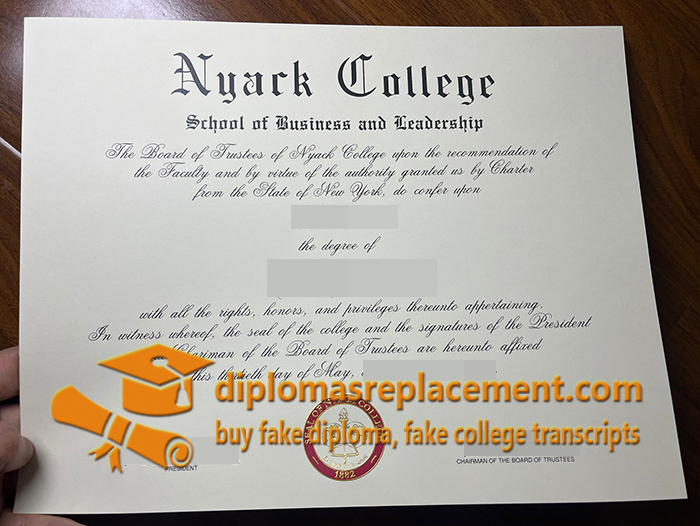 Nyack College
School of Business and Leadership
The Board of Trustees of Nyack College upon the recommendation of
the Faculty and by virtue of the authority granted us by Charter
from the State of New York, do confer upon
the degree of
with all the rights, honors, and privileges thereunto appertaining.
In witness whereof, the seal of the college and the signatures of the President
Chairman of the Board of Trustees are hereunto affixed
this thirtieth day of May,
diplomasreplacement.com
buy fake diploma, fake college transcripts
SEAL OF COLLEGE
1882
PRESIDENT
CHAIRMAN OF THE BOARD OF TRUSTEES